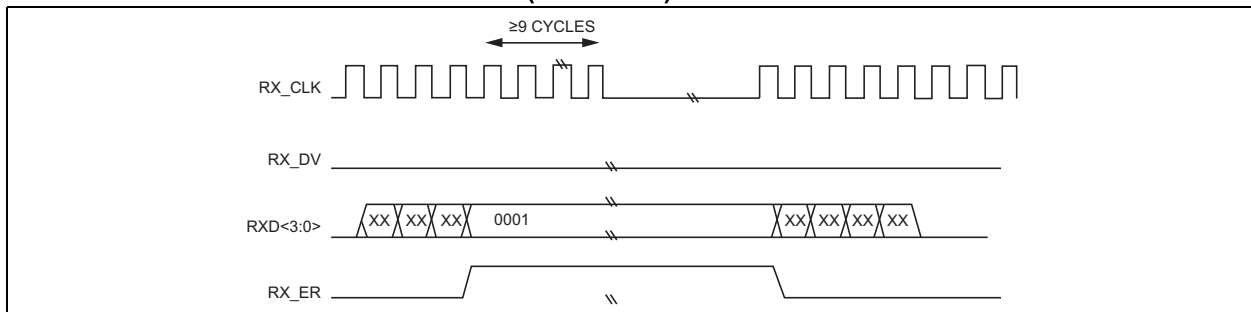 ≥9 CYCLES
RX_CLK
RX_DV
RXD<3:0> XX XX XX 0001 XX XX XX XX
RX_ER